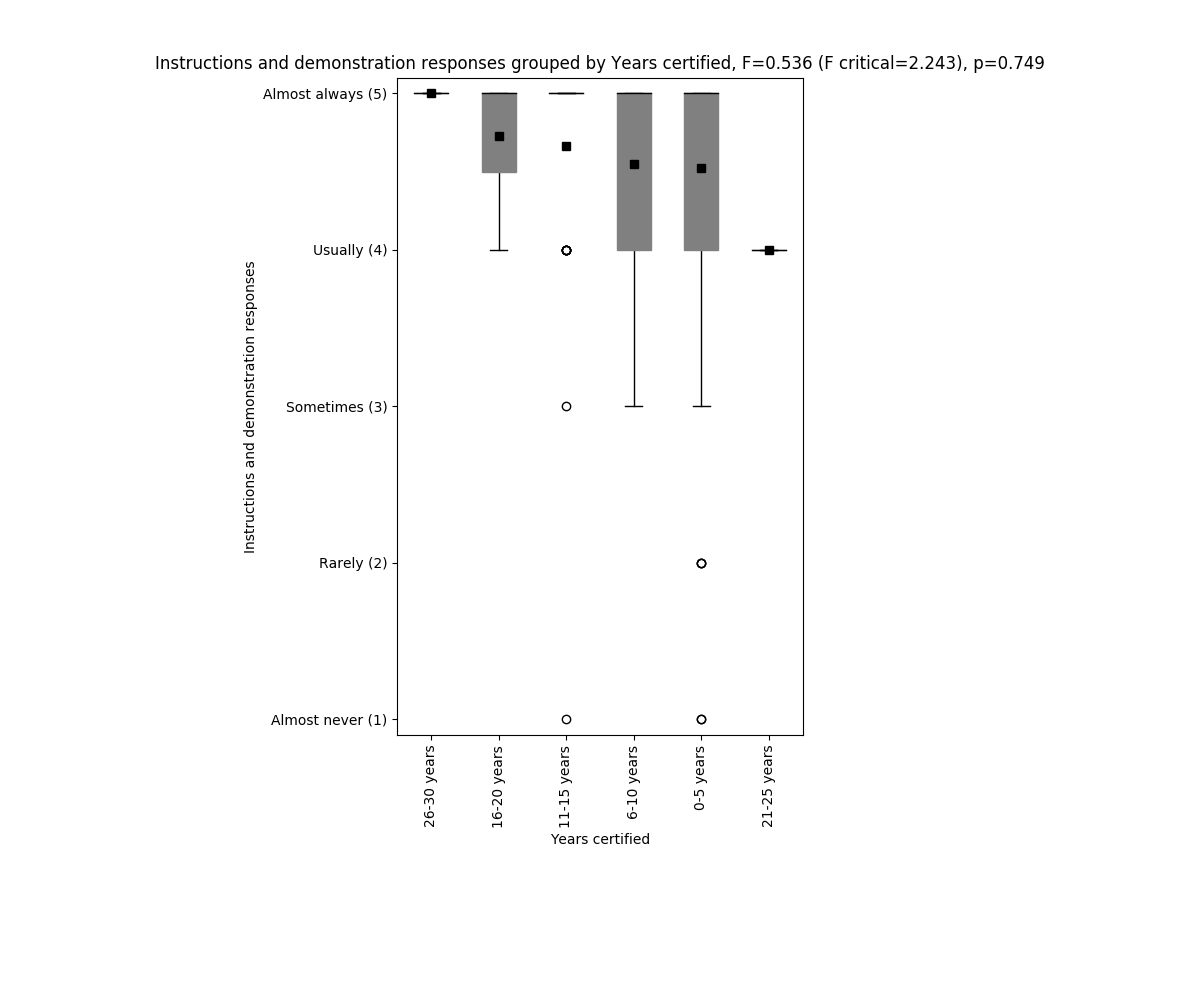 Instructions and demonstration responses grouped by Years certified, F=0.536 (F critical=2.243), p=0.749
Almost always (5)
Usually (4)
Sometimes (3)
Rarely (2)
Almost never (1)
Instructions and demonstration responses
26-30 years
16-20 years
11-15 years
6-10 years
0-5 years
21-25 years
Years certified